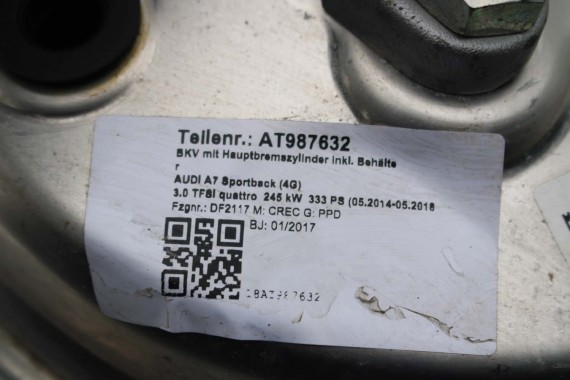 Teilenr.: AT987632
BKV mit Hauptbremszylinder inkl. Behälte
r
AUDI A7 Sportback (4G)
3.0 TFSI quattro 245 kW 333 PS (05.2014-05.2018
Fzgnr.: DF2117 M: CREC G: PPD
BJ: 01/2017